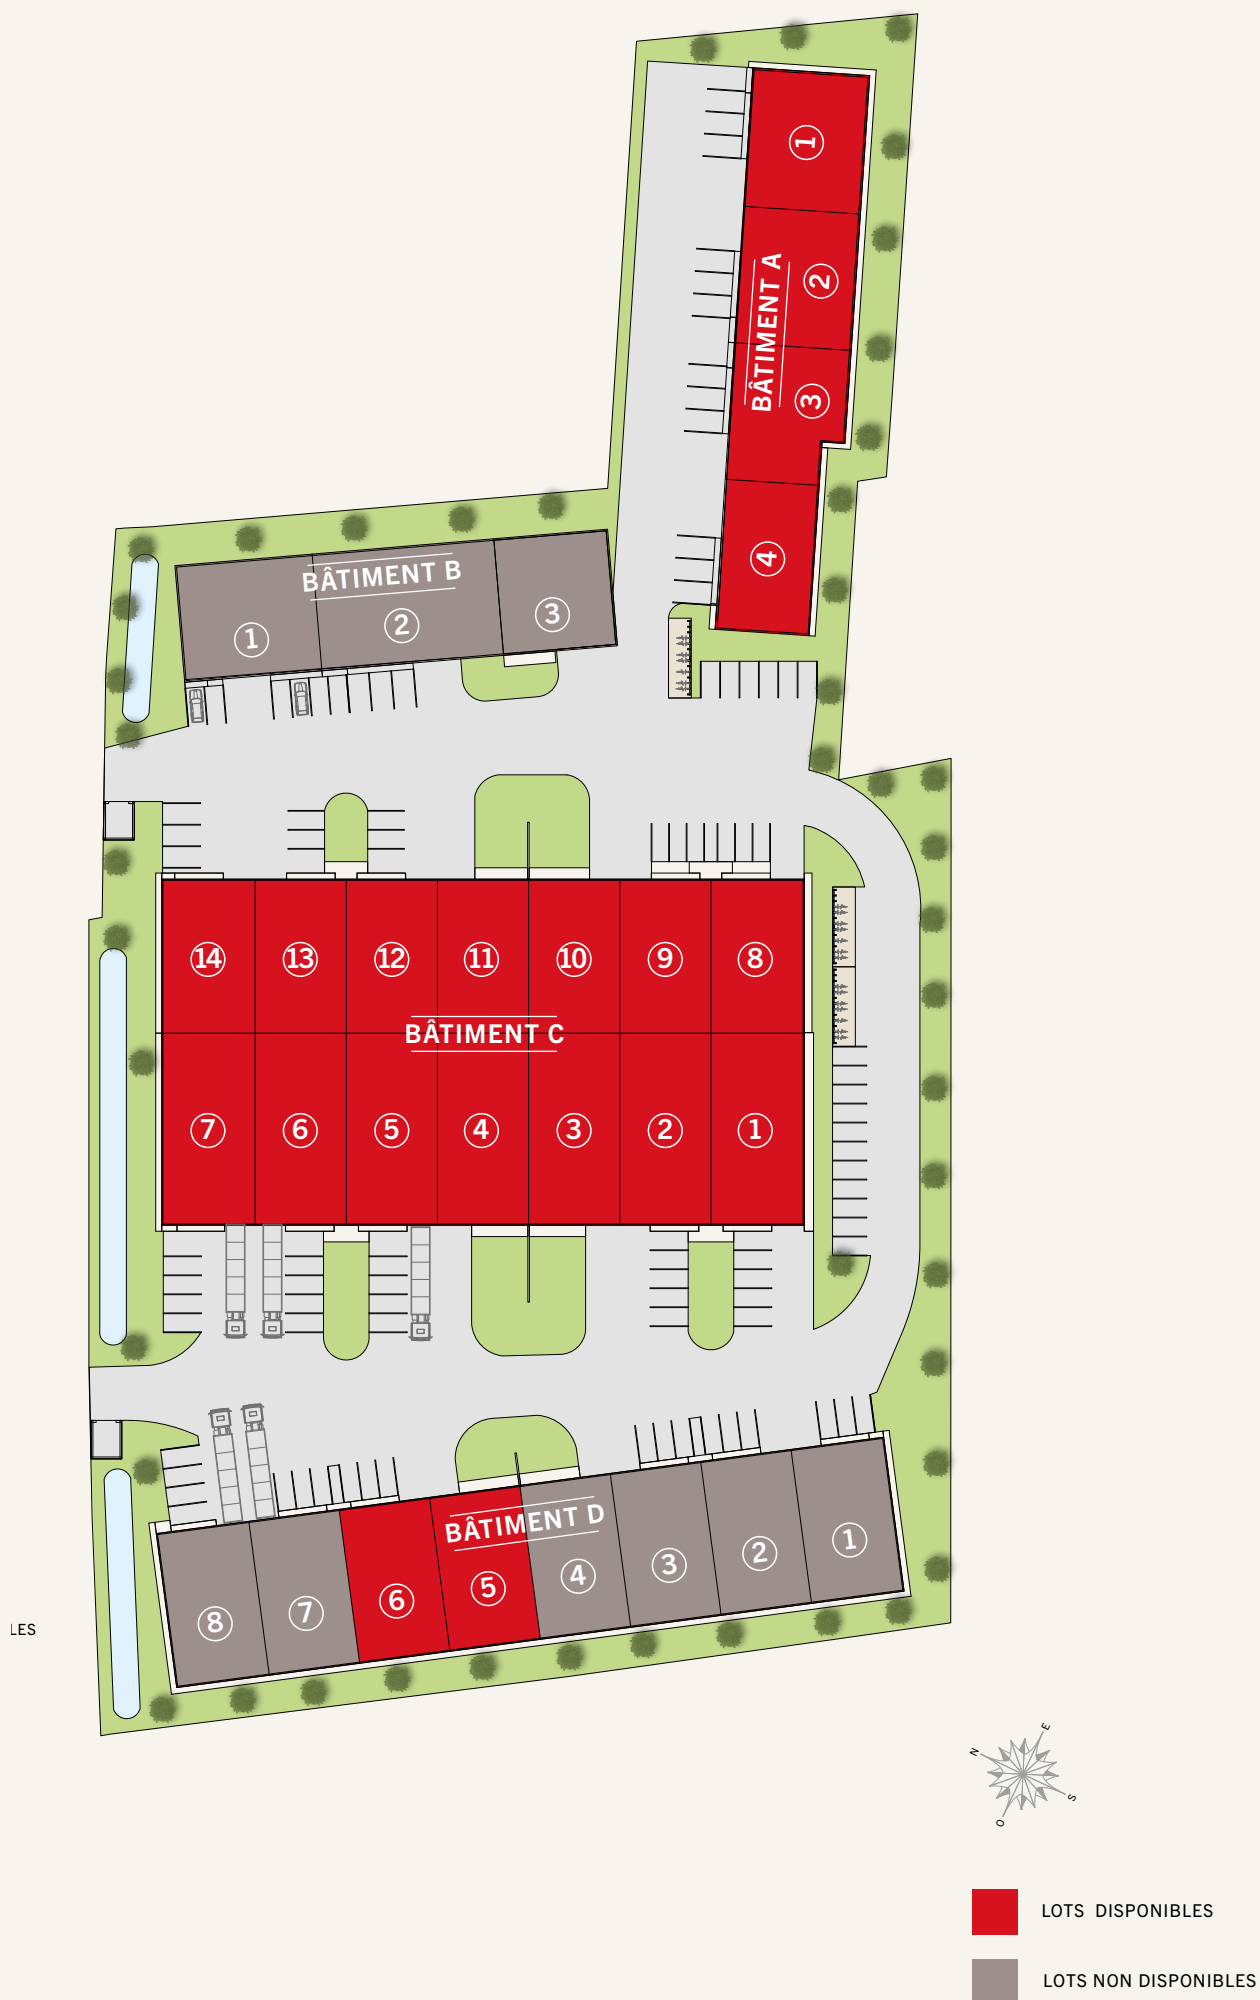 ①
②
BÂTIMENT A
③
④
BÂTIMENT B
① ② ③
⑭ ⑬ ⑫ ⑪ ⑩ ⑨ ⑧
BÂTIMENT C
⑦ ⑥ ⑤ ④ ③ ② ①
BÂTIMENT D
⑧ ⑦ ⑥ ⑤ ④ ③ ② ①
LES
N E S O
LOTS DISPONIBLES
LOTS NON DISPONIBLES